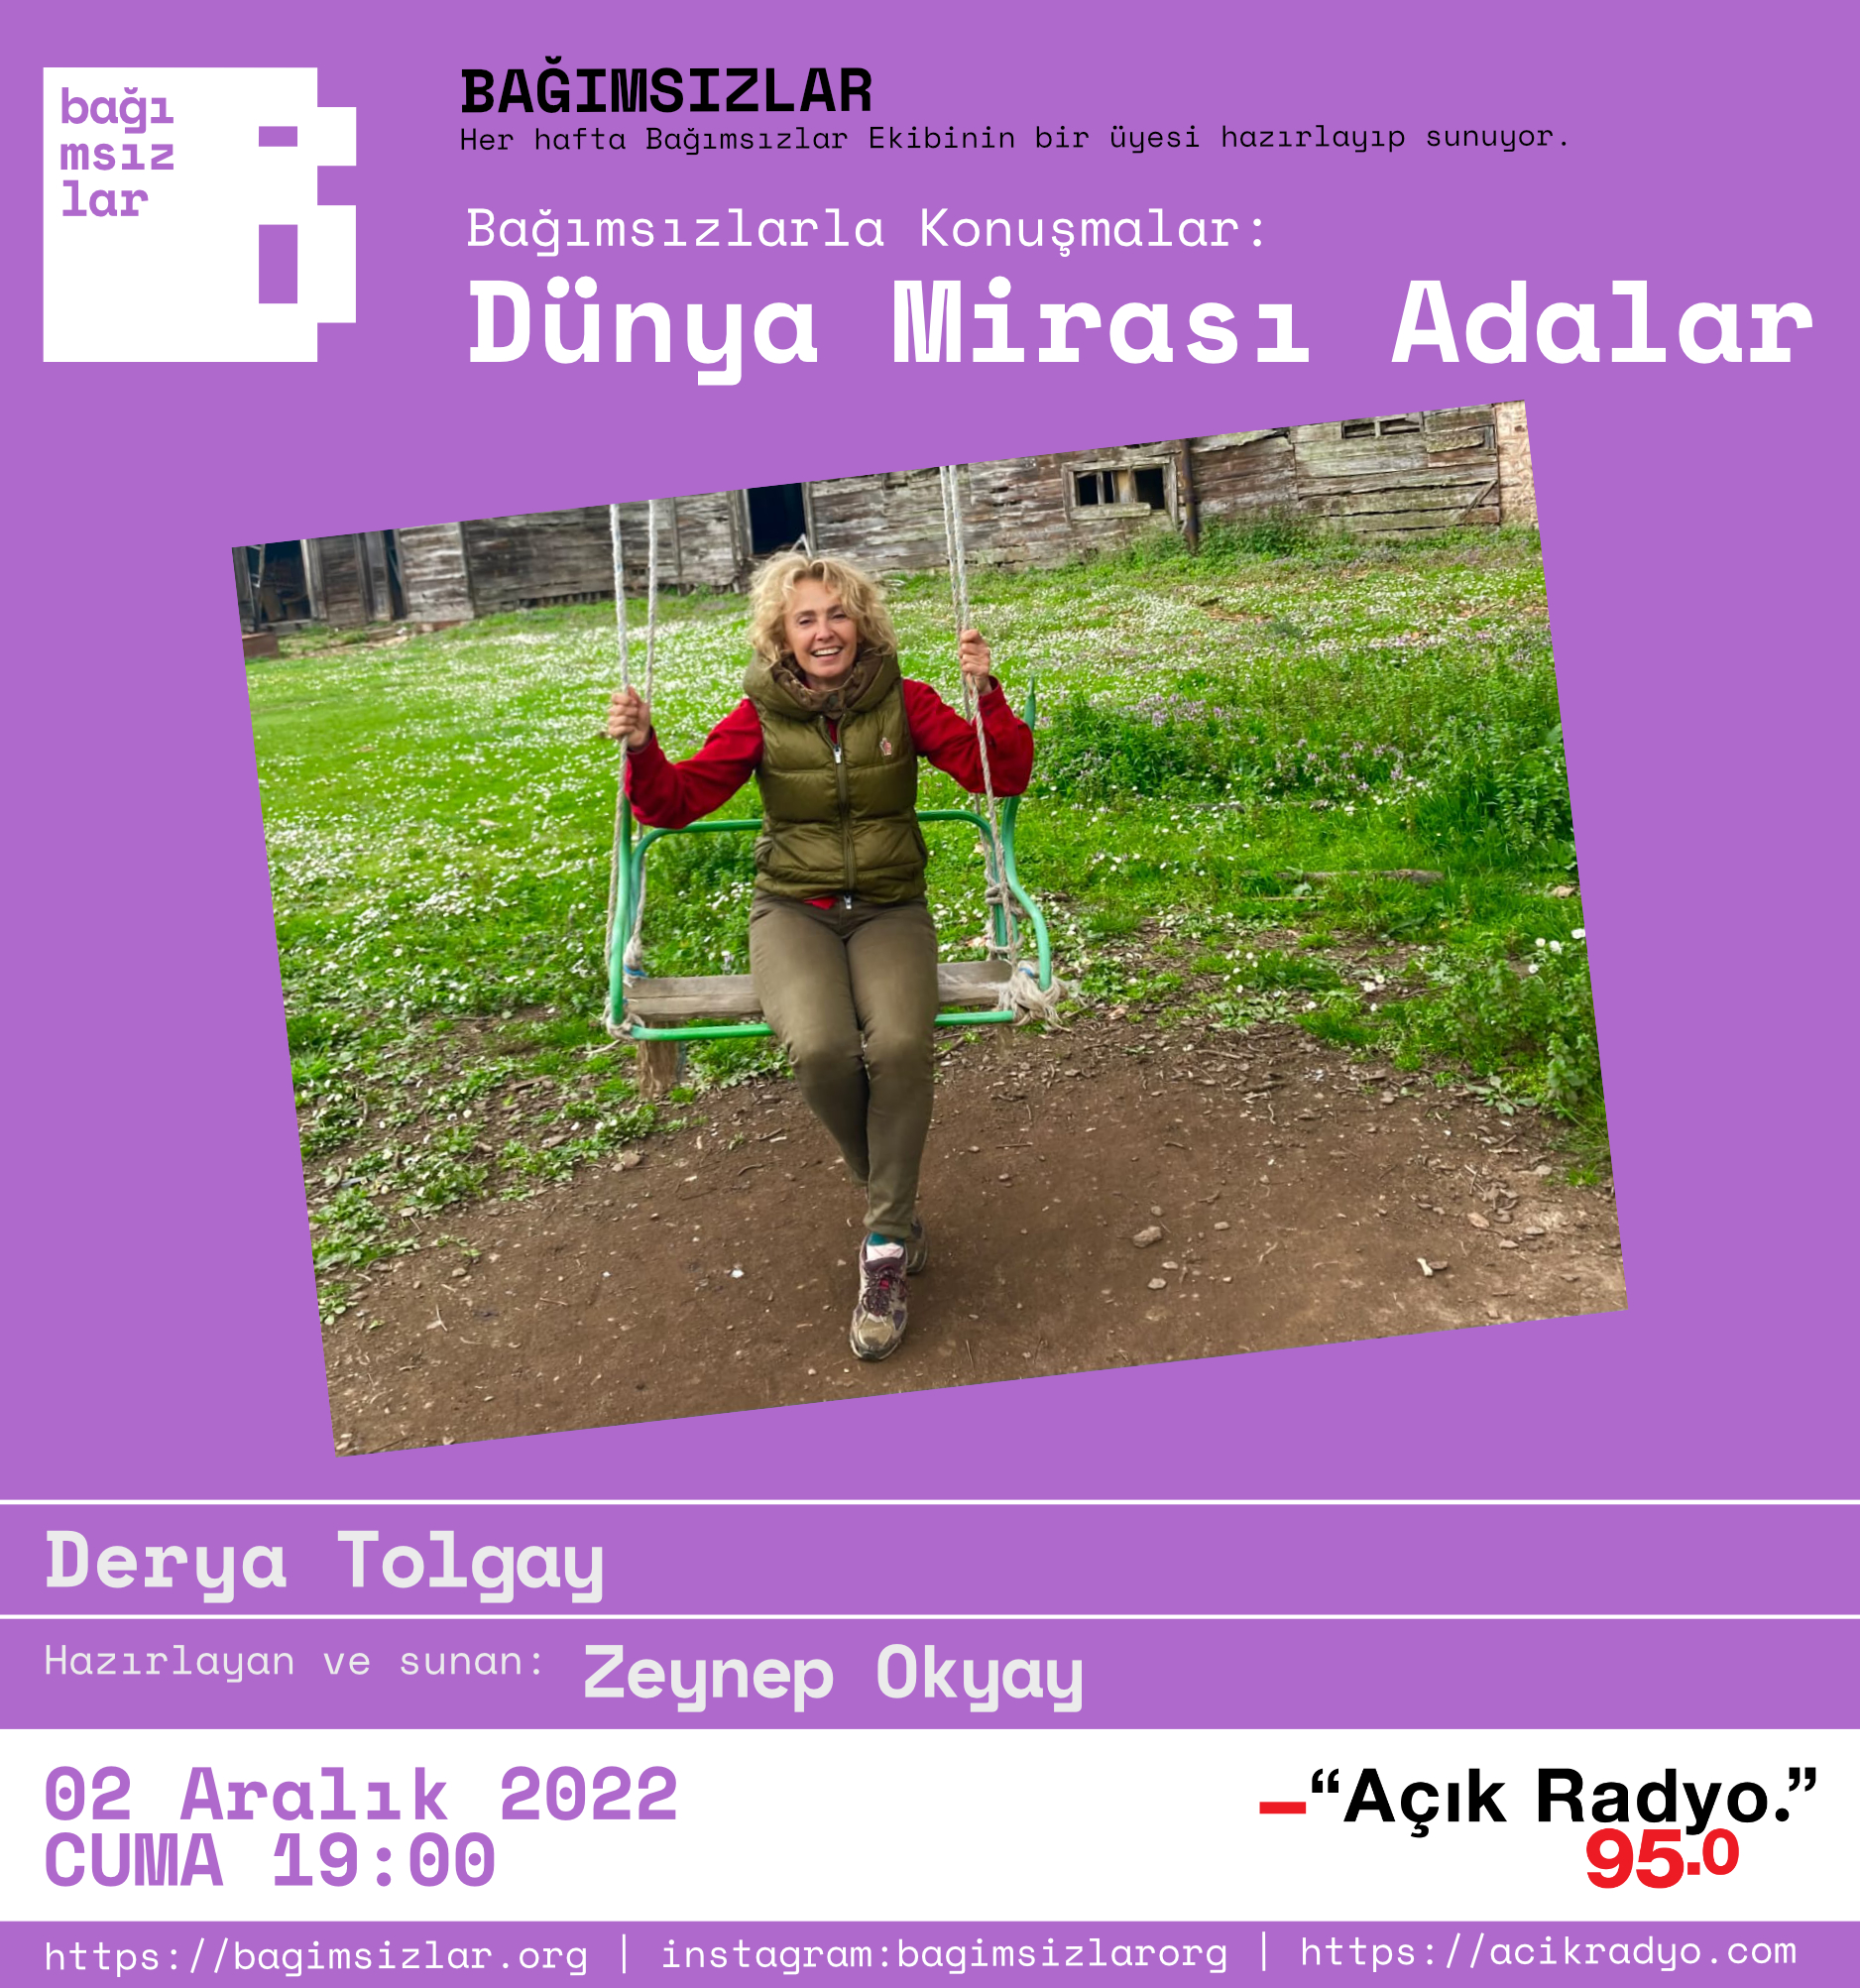 bağı
msız
lar
BAĞIMSIZLAR
Her hafta Bağımsızlar Ekibinin bir üyesi hazırlayıp sunuyor.
Bağımsızlarla Konuşmalar:
Dünya Mirası Adalar
Derya Tolgay
Hazırlayan ve sunan: Zeynep Okyay
02 Aralık 2022
CUMA 19:00
–“Açık Radyo.”
95.0
https://bagimsizlar.org | instagram:bagimsizlarorg | https://acikradyo.com